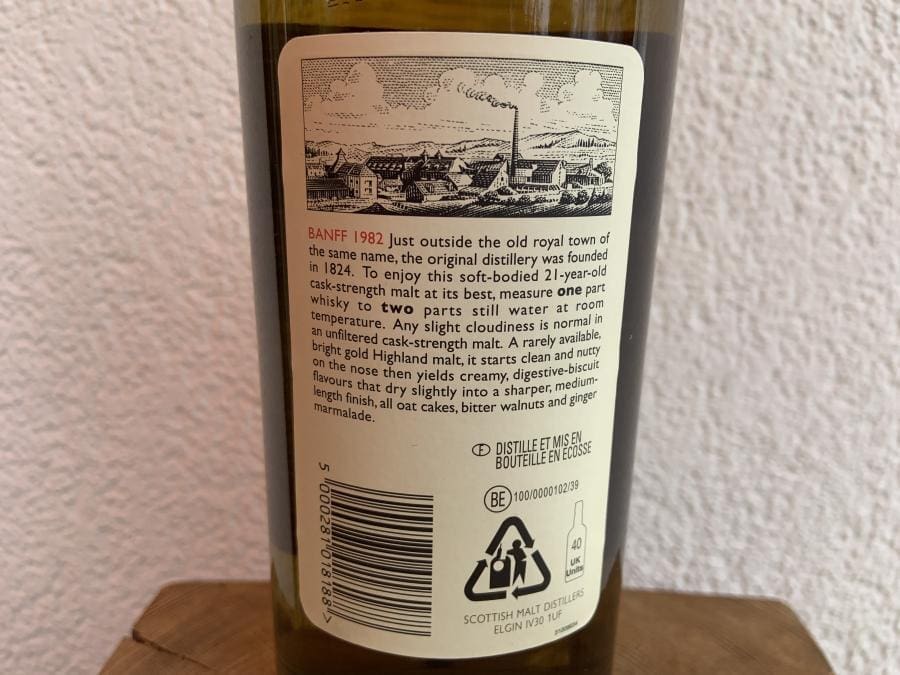 BANFF 1982 Just outside the old royal town of
the same name, the original distillery was founded
in 1824. To enjoy this soft-bodied 21-year-old
cask-strength malt at its best, measure one part
whisky to two parts still water at room
temperature. Any slight cloudiness is normal in
an unfiltered cask-strength malt. A rarely available,
bright gold Highland malt, it starts clean and nutty
on the nose then yields creamy, digestive-biscuit
flavours that dry slightly into a sharper, medium-
length finish, all oat cakes, bitter walnuts and ginger
marmalade.
F DISTILLE ET MIS EN
BOUTEILLE EN ECOSSE
BE 100/0000102/39
5 000281 018188 >
40
UK
Units
SCOTTISH MALT DISTILLERS
ELGIN IV30 1UF